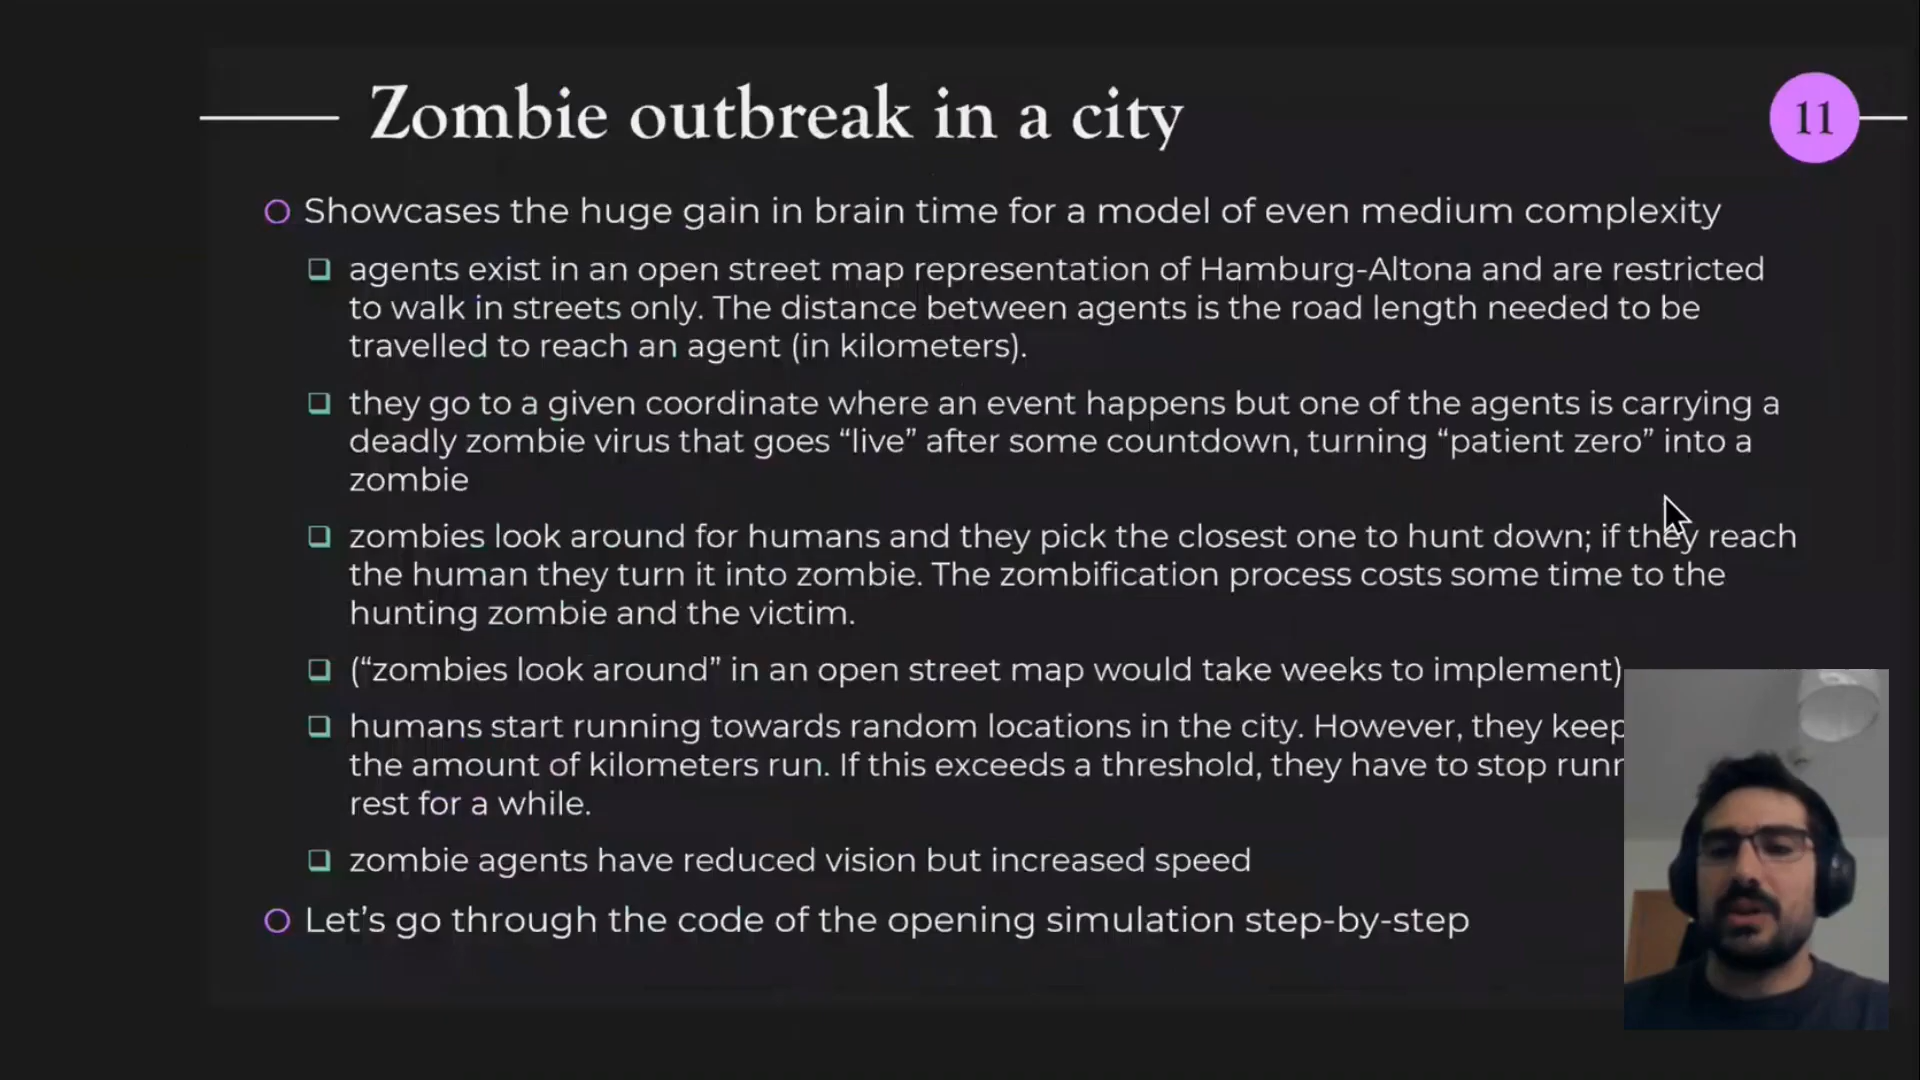 Zombie outbreak in a city
11
Showcases the huge gain in brain time for a model of even medium complexity
agents exist in an open street map representation of Hamburg-Altona and are restricted
to walk in streets only. The distance between agents is the road length needed to be
travelled to reach an agent (in kilometers).
they go to a given coordinate where an event happens but one of the agents is carrying a
deadly zombie virus that goes “live” after some countdown, turning “patient zero” into a
zombie
zombies look around for humans and they pick the closest one to hunt down; if they reach
the human they turn it into zombie. The zombification process costs some time to the
hunting zombie and the victim.
(“zombies look around” in an open street map would take weeks to implement)
humans start running towards random locations in the city. However, they keep
the amount of kilometers run. If this exceeds a threshold, they have to stop
rest for a while.
zombie agents have reduced vision but increased speed
Let’s go through the code of the opening simulation step-by-step